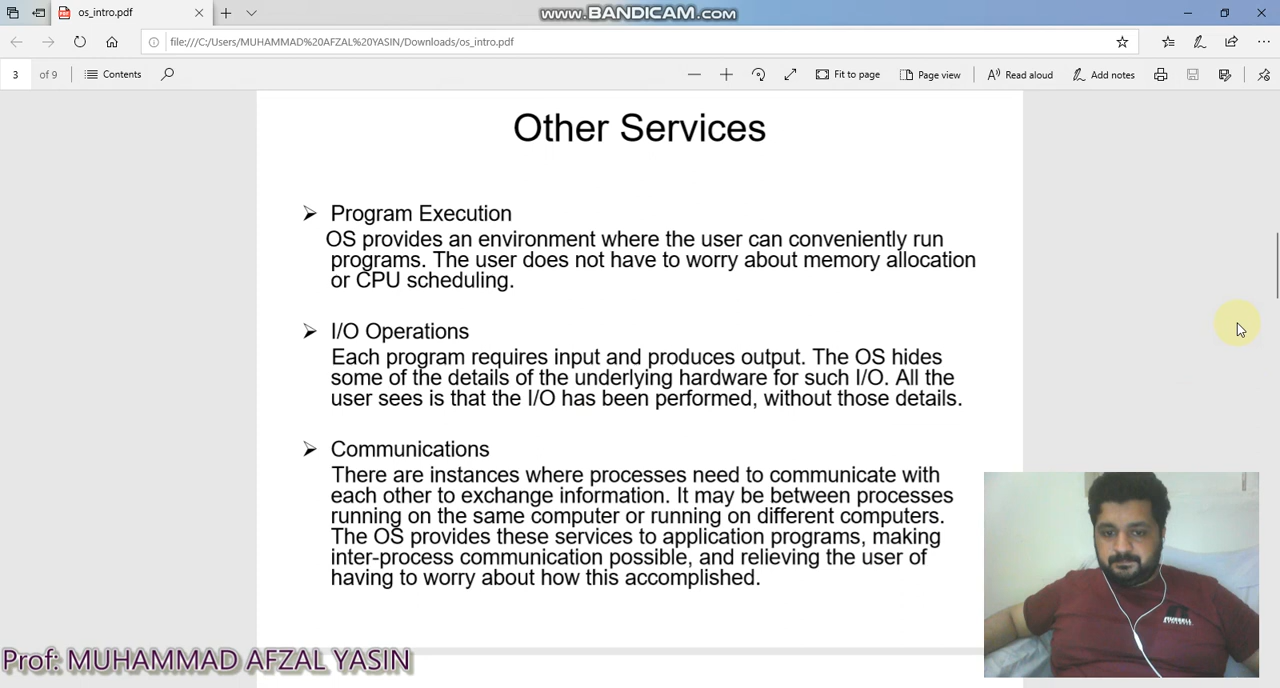 os_intro.pdf
www.BANDICAM.com
file:///C:/Users/MUHAMMAD%20AFZAL%20YASIN/Downloads/os_intro.pdf
3 of 9 Contents Fit to page Page view Read aloud Add notes
Other Services
Program Execution
OS provides an environment where the user can conveniently run
programs. The user does not have to worry about memory allocation
or CPU scheduling.
I/O Operations
Each program requires input and produces output. The OS hides
some of the details of the underlying hardware for such I/O. All the
user sees is that the I/O has been performed, without those details.
Communications
There are instances where processes need to communicate with
each other to exchange information. It may be between processes
running on the same computer or running on different computers.
The OS provides these services to application programs, making
inter-process communication possible, and relieving the user of
having to worry about how this accomplished.
Prof: MUHAMMAD AFZAL YASIN